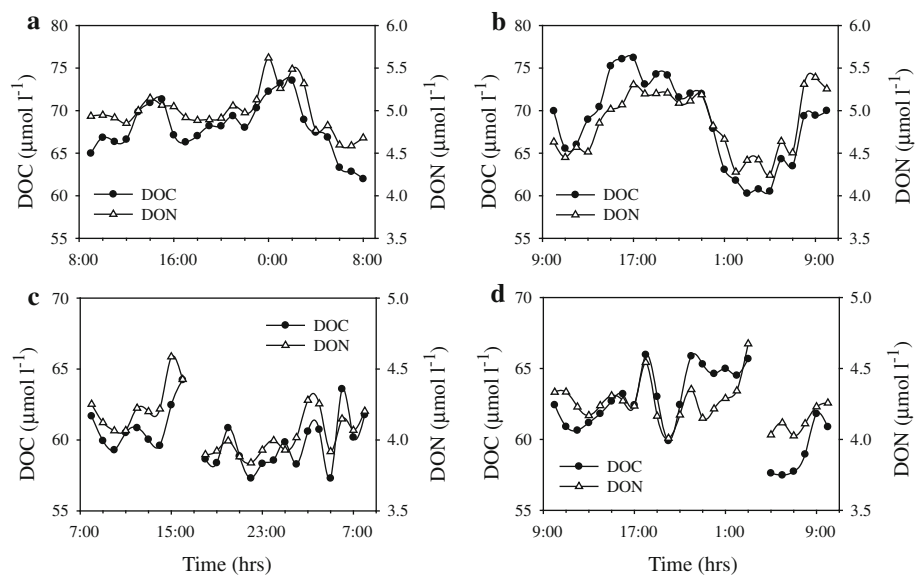 a
80
75
70
65
60
55
DOC (μmol l⁻¹)
6.0
5.5
5.0
4.5
4.0
3.5
DON (μmol l⁻¹)
DOC
DON
8:00 16:00 0:00 8:00
b
80
75
70
65
60
55
DOC (μmol l⁻¹)
6.0
5.5
5.0
4.5
4.0
3.5
DON (μmol l⁻¹)
DOC
DON
9:00 17:00 1:00 9:00
c
70
65
60
55
DOC (μmol l⁻¹)
5.0
4.5
4.0
3.5
DON (μmol l⁻¹)
DOC
DON
7:00 15:00 23:00 7:00
Time (hrs)
d
70
65
60
55
DOC (μmol l⁻¹)
5.0
4.5
4.0
3.5
DON (μmol l⁻¹)
DOC
DON
9:00 17:00 1:00 9:00
Time (hrs)